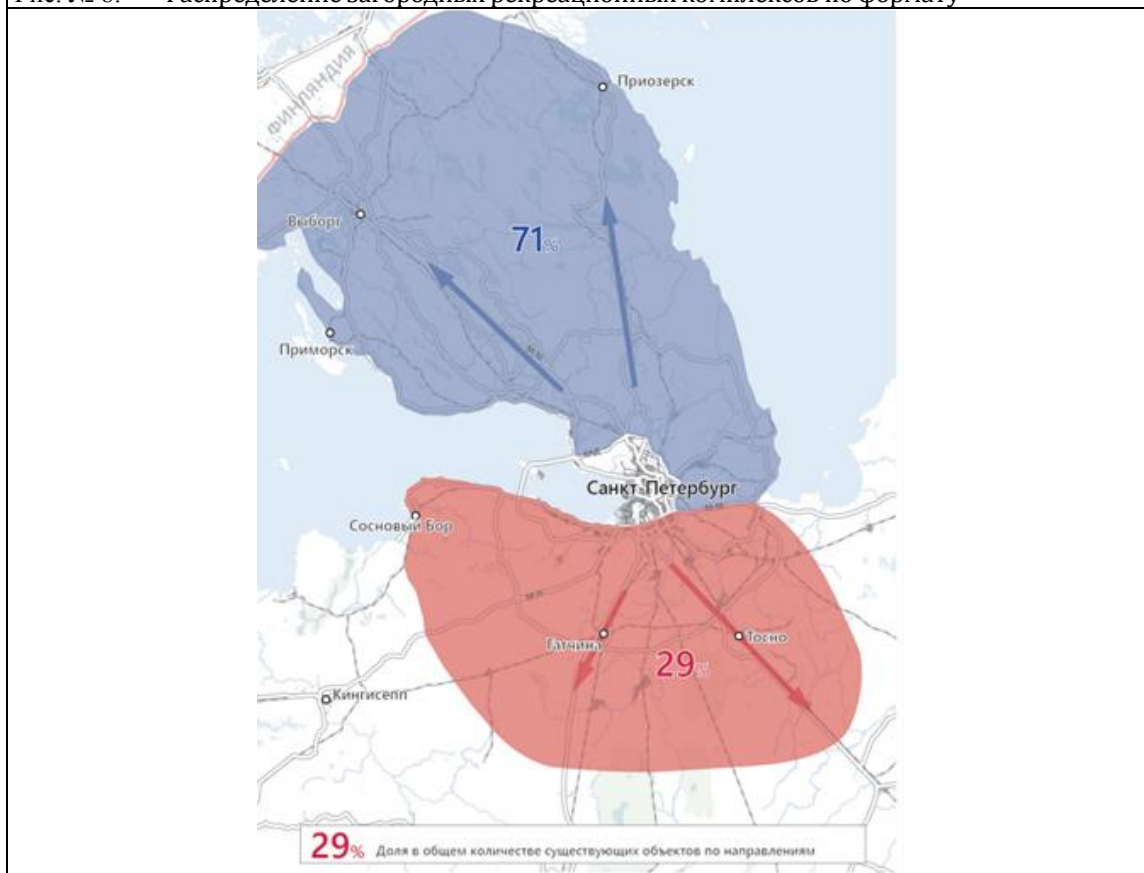 Распределение загородных рекреационных комплексов по формату
ФИНЛЯНДИЯ
Приозерск
Выборг
71%
Приморск
Санкт-Петербург
Сосновый Бор
Гатчина
Тосно
29%
Кингисепп
29% Доля в общем количестве существующих объектов по направлениям